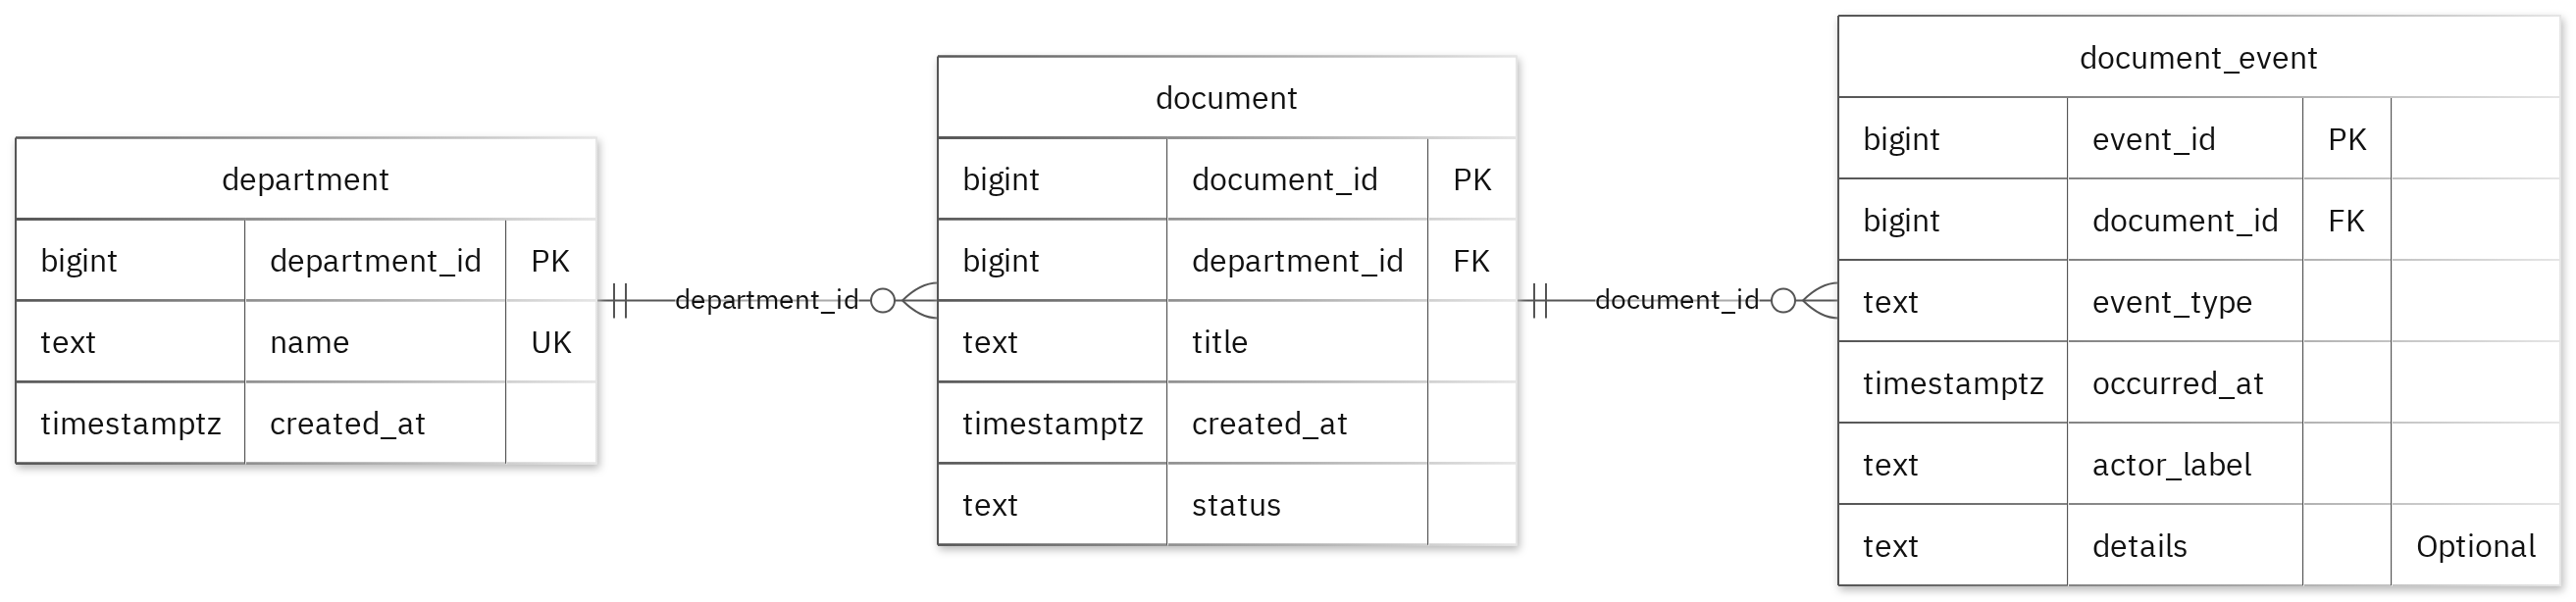 department
bigint department_id PK
text name UK
timestamptz created_at
department_id
document
bigint document_id PK
bigint department_id FK
text title
timestamptz created_at
text status
document_id
document_event
bigint event_id PK
bigint document_id FK
text event_type
timestamptz occurred_at
text actor_label
text details Optional